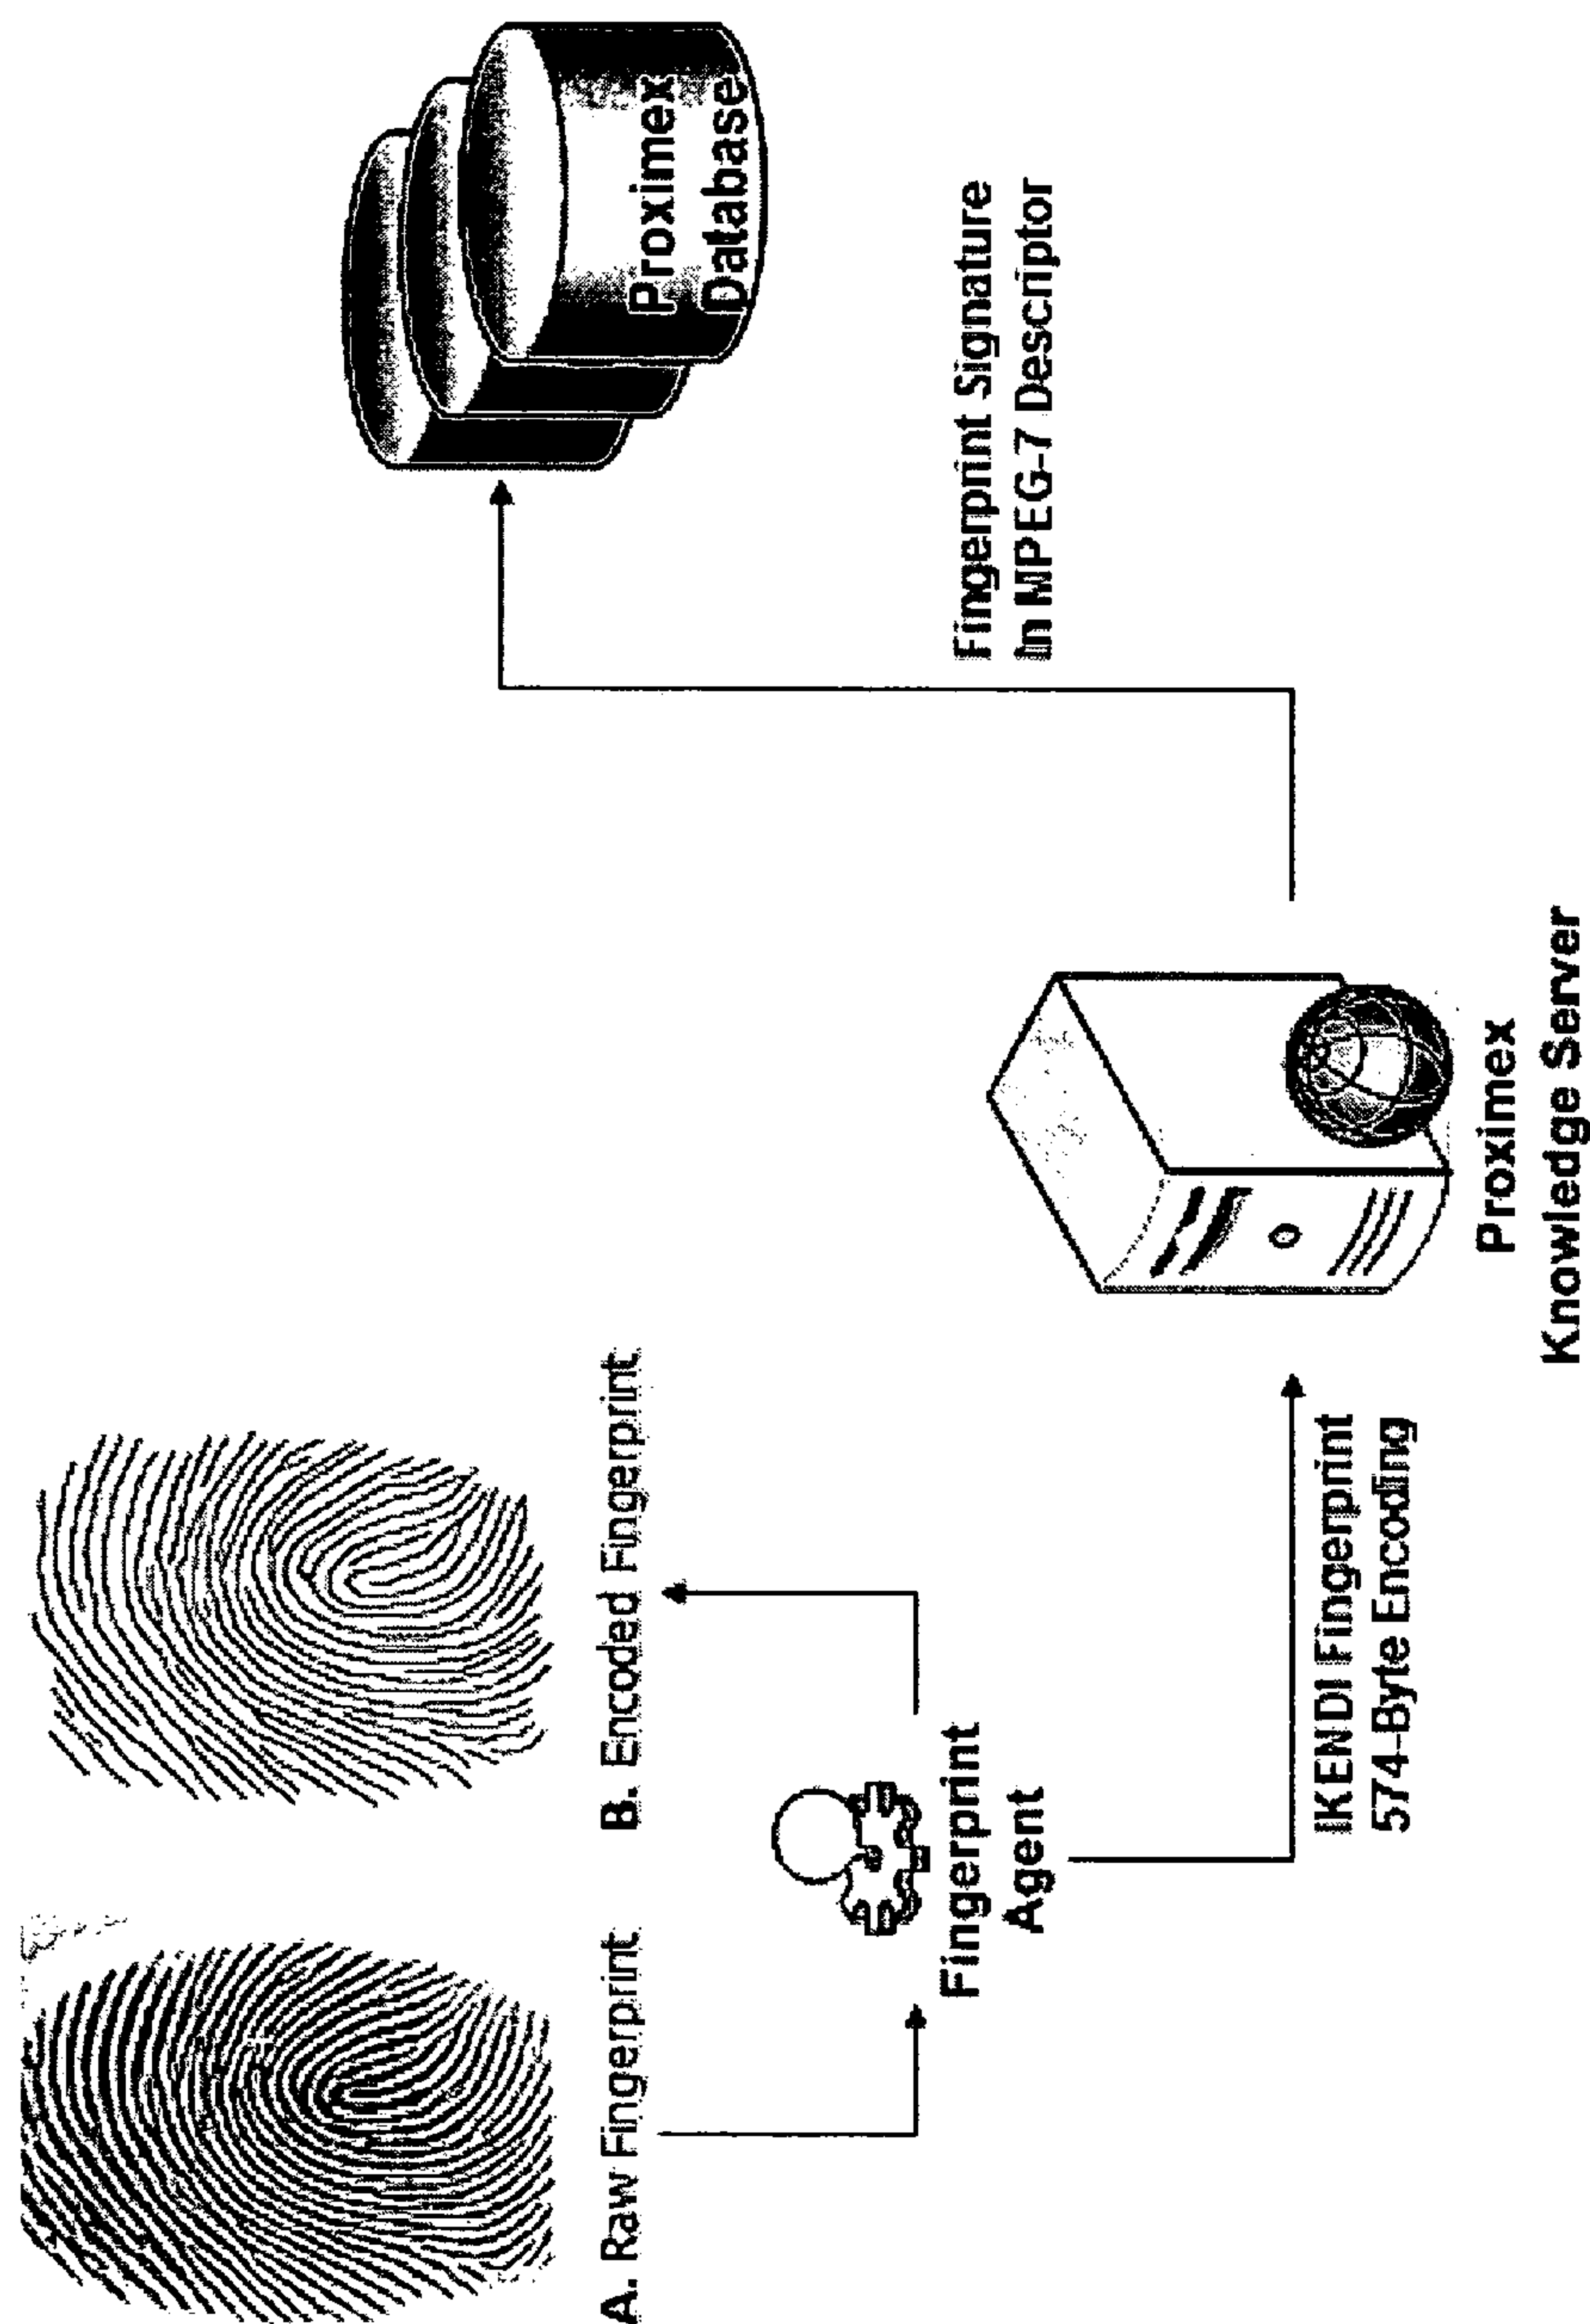 A. Raw Fingerprint
B. Encoded Fingerprint
Fingerprint
Agent
IKENDI Fingerprint
574-Byte Encoding
Proximex
Knowledge Server
Fingerprint Signature
In MPEG-7 Descriptor
Proximex
Database